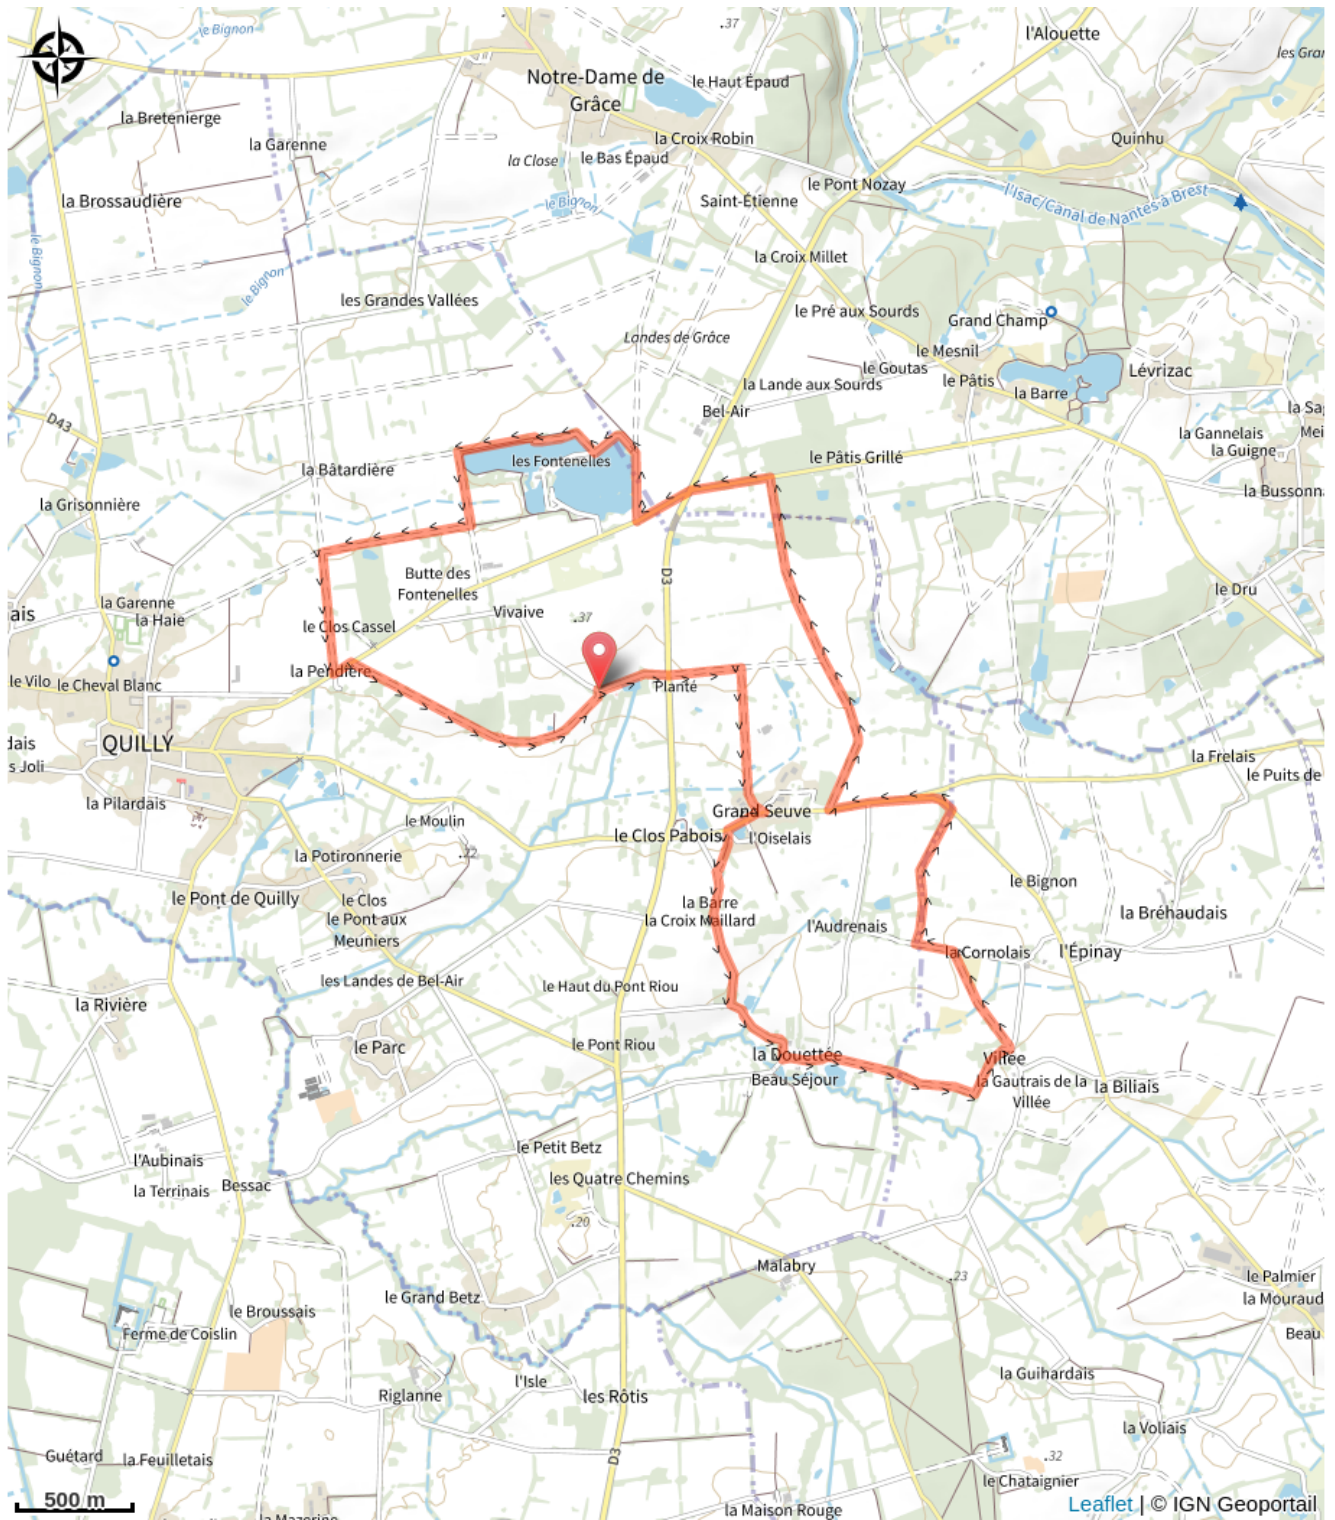 le Bignon
.37
l'Alouette
les Gran
Notre-Dame de
Grâce
le Haut Épaud
la Bretenierge
la Garenne
la Croix Robin
Quinhu
la Close
le Bas Épaud
le Pont Nozay
l'Isac/Canal de Nantes à Brest
la Brossaudière
le Bignon
Saint-Étienne
le Bignon
la Croix Millet
le Bignon
les Grandes Vallées
le Pré aux Sourds
Grand Champ
Landes de Grâce
le Mesnil
le Goutas
Lévrizac
la Lande aux Sourds
le Pâtis
la Barre
D43
Bel-Air
la Sa
Mei
la Gannelais
la Guigne
les Fontenelles
le Pâtis Grillé
la Bâtardière
la Bussonn
la Grisonnière
D3
Butte des
Fontenelles
le Dru
la Garenne
ais
la Haie
Vivaive
.37
le Clos Cassel
la Pendière
le Vilo
le Cheval Blanc
Planté
dais
QUILLY
s Joli
la Frelais
le Puits de
la Pilardais
le Moulin
Grand Seuve
le Clos Pabois
l'Oiselais
la Potironnerie
.22
le Bignon
le Pont de Quilly
le Clos
la Barre
le Pont aux
Meuniers
la Croix Maillard
l'Audrenais
la Bréhaudais
la Cornolais
l'Épinay
les Landes de Bel-Air
le Haut du Pont Riou
la Rivière
le Parc
le Pont Riou
la Douettée
Villée
Beau Séjour
la Gautrais de la
Villée
la Biliais
l'Aubinais
le Petit Betz
la Terrinais
Bessac
les Quatre Chemins
.20
Malabry
.23
le Palmier
le Grand Betz
la Mouraud
le Broussais
Ferme de Coislin
Beau
l'Isle
la Guihardais
Riglanne
les Rôtis
la Voliais
Guétard
la Feuilletais
D3
.32
le Chataignier
500 m
la Mazerine
la Maison Rouge
Leaflet | © IGN Geoportail